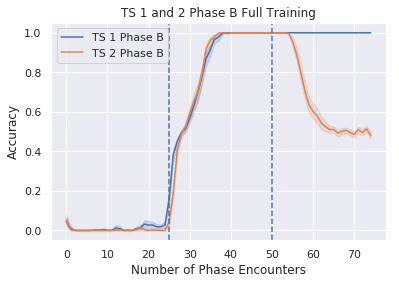 TS 1 and 2 Phase B Full Training
TS 1 Phase B
TS 2 Phase B
1.0
0.8
0.6
0.4
0.2
0.0
Accuracy
0 10 20 30 40 50 60 70
Number of Phase Encounters